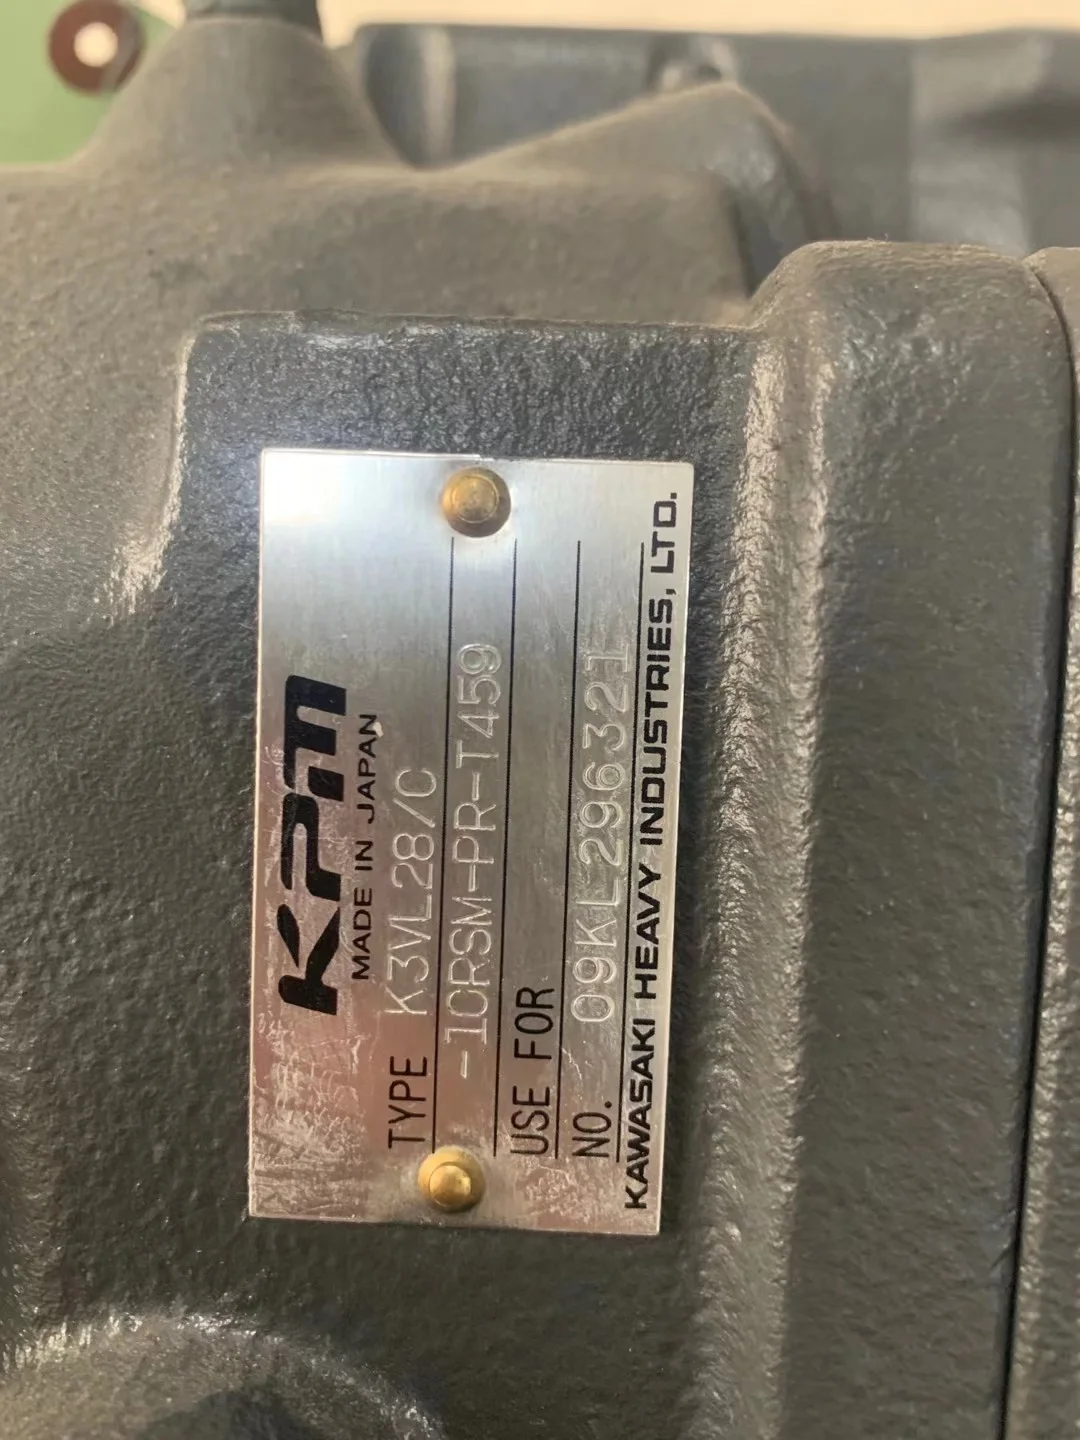 KPM
MADE IN JAPAN
TYPE K3VL28/C
-1CRSM-PR-T459
USE FOR
NO. 09KL296321
KAWASAKI HEAVY INDUSTRIES, LTD.